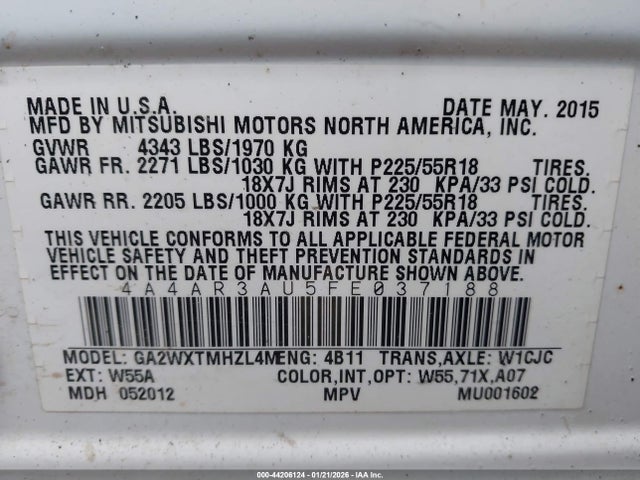 MADE IN U.S.A. DATE MAY. 2015
MFD BY MITSUBISHI MOTORS NORTH AMERICA, INC.
GVWR 4343 LBS/1970 KG
GAWR FR. 2271 LBS/1030 KG WITH P225/55R18 TIRES.
18X7J RIMS AT 230 KPA/33 PSI COLD.
GAWR RR. 2205 LBS/1000 KG WITH P225/55R18 TIRES.
18X7J RIMS AT 230 KPA/33 PSI COLD.
THIS VEHICLE CONFORMS TO ALL APPLICABLE FEDERAL MOTOR
VEHICLE SAFETY AND THEFT PREVENTION STANDARDS IN
EFFECT ON THE DATE OF MANUFACTURE SHOWN ABOVE.
4A4AR3AU5FE037188
MODEL: GA2WXTMHZL4MENG: 4B11 TRANS,AXLE: W1CJC
EXT: W55A COLOR,INT,OPT: W55,71X,A07
MDH 052012 MPV MU001602
000-44206124 - 01/21/2026 - IAAI.COM